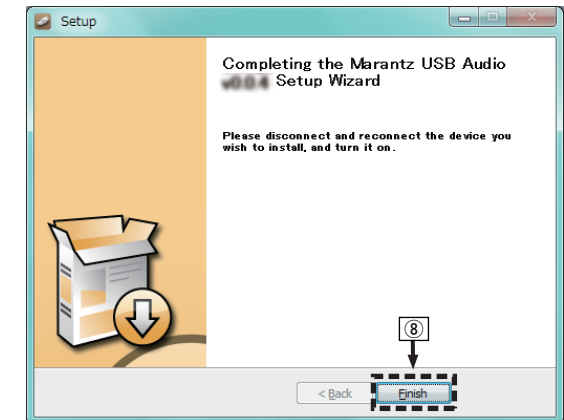 Setup
Completing the Marantz USB Audio
Setup Wizard
Please disconnect and reconnect the device you
wish to install, and turn it on.
⑧
< Back
Finish